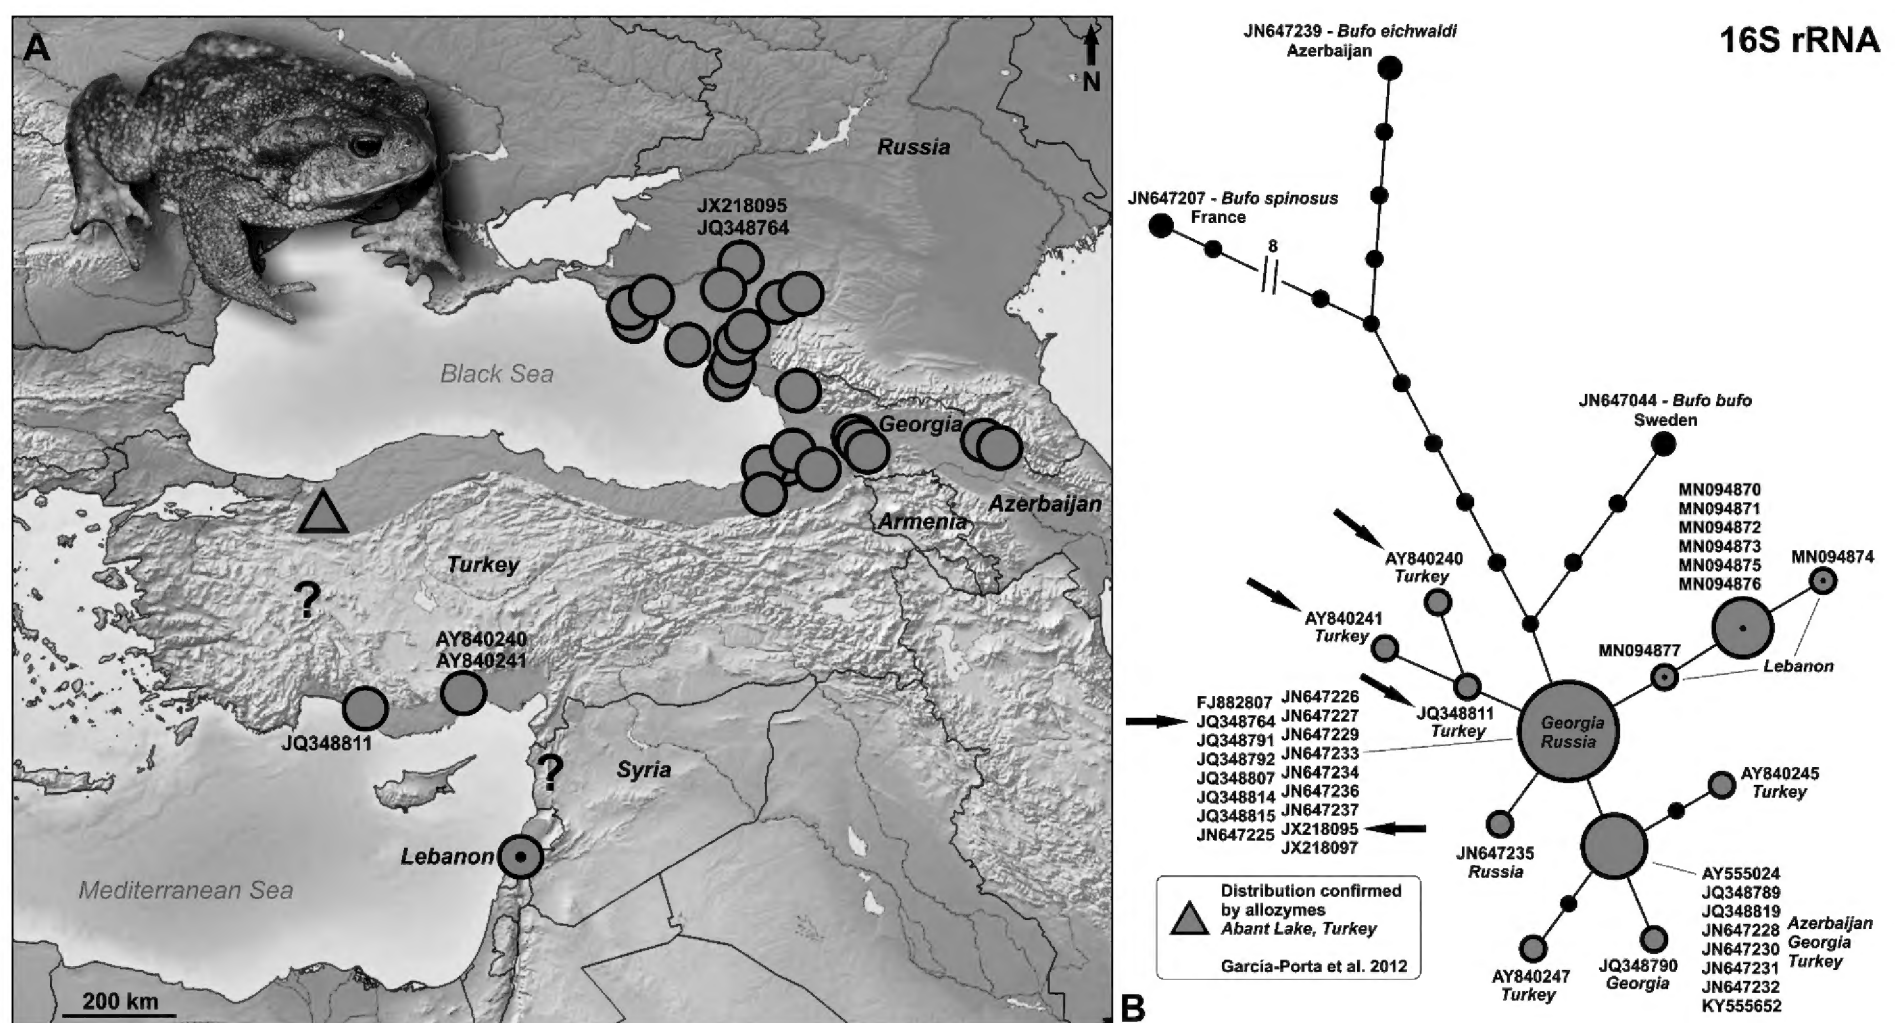 A
N
Russia
JX218095
JQ348764
Black Sea
Georgia
Azerbaijan
Armenia
Turkey
?
AY840240
AY840241
JQ348811
?
Syria
Lebanon
Mediterranean Sea
200 km
B
16S rRNA
JN647239 - Bufo eichwaldi
Azerbaijan
JN647207 - Bufo spinosus
France
8
JN647044 - Bufo bufo
Sweden
MN094870
MN094871
MN094872
MN094873
MN094875
MN094876
MN094874
MN094877
Lebanon
AY840240
Turkey
AY840241
Turkey
JQ348811
Turkey
Georgia
Russia
FJ882807
JQ348764
JQ348791
JQ348792
JQ348807
JQ348814
JQ348815
JN647225
JN647226
JN647227
JN647229
JN647233
JN647234
JN647236
JN647237
JX218095
JX218097
JN647235
Russia
AY840245
Turkey
AY840247
Turkey
JQ348790
Georgia
AY555024
JQ348789
JQ348819
JN647228
JN647230
JN647231
JN647232
KY555652
Azerbaijan
Georgia
Turkey
Distribution confirmed
by allozymes
Abant Lake, Turkey
García-Porta et al. 2012